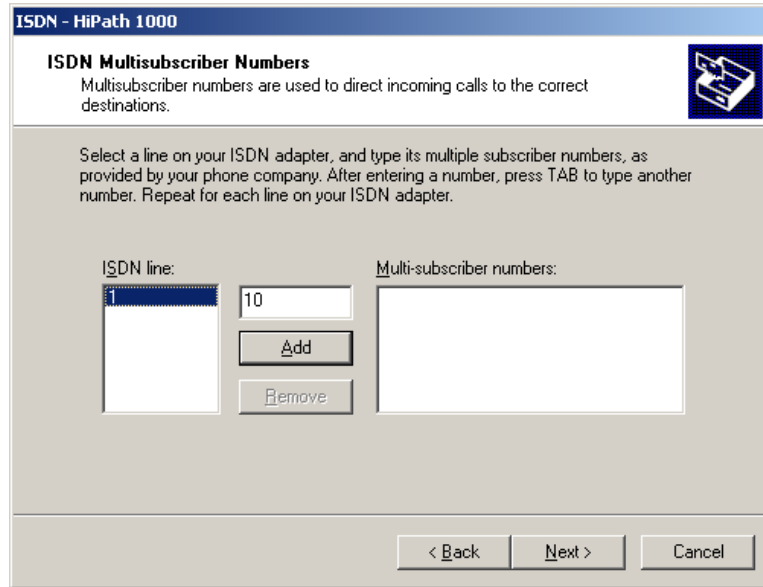 ISDN - HiPath 1000
ISDN Multisubscriber Numbers
Multisubscriber numbers are used to direct incoming calls to the correct
destinations.
Select a line on your ISDN adapter, and type its multiple subscriber numbers, as
provided by your phone company. After entering a number, press TAB to type another
number. Repeat for each line on your ISDN adapter.
ISDN line:
Multi-subscriber numbers:
1
10
Add
Remove
< Back
Next >
Cancel